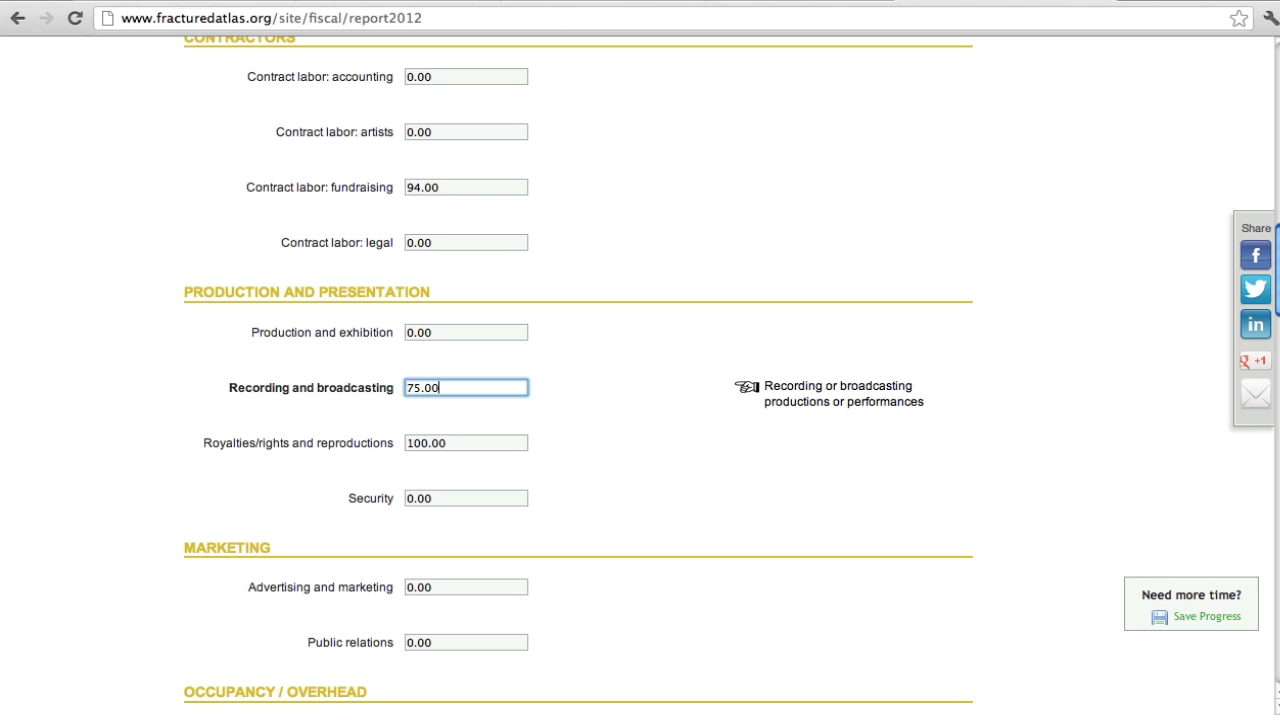 www.fracturedatlas.org/site/fiscal/report2012
CONTRACTORS
Contract labor: accounting 0.00
Contract labor: artists 0.00
Contract labor: fundraising 94.00
Contract labor: legal 0.00
PRODUCTION AND PRESENTATION
Production and exhibition 0.00
Recording and broadcasting 75.00
Recording or broadcasting
productions or performances
Royalties/rights and reproductions 100.00
Security 0.00
MARKETING
Advertising and marketing 0.00
Public relations 0.00
OCCUPANCY / OVERHEAD
Share
f
in
g +1
Need more time?
Save Progress